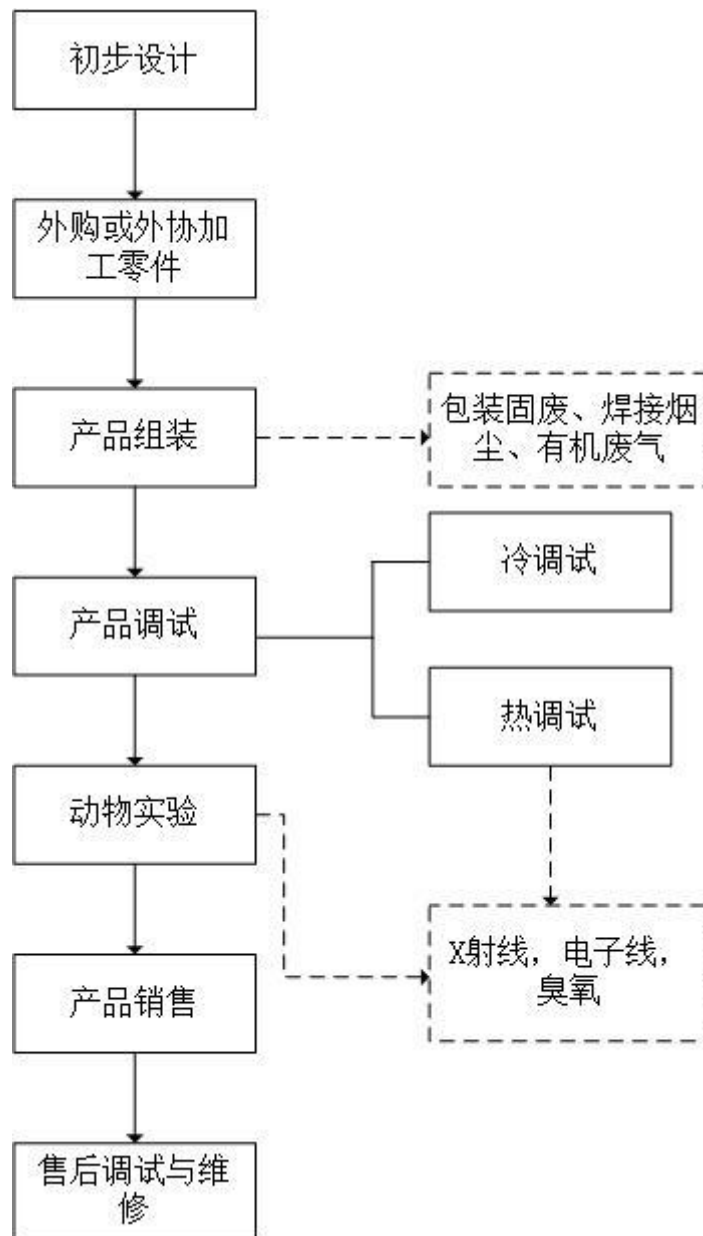 初步设计
外购或外协加
工零件
产品组装
包装固废、焊接烟
尘、有机废气
冷调试
产品调试
热调试
动物实验
X射线，电子线，
臭氧
产品销售
售后调试与维
修